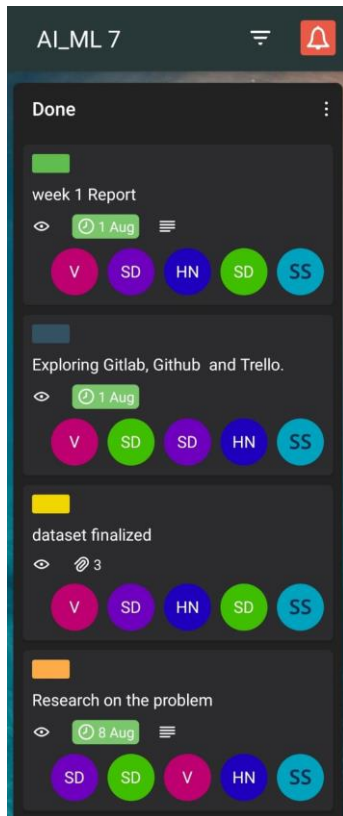 AI_ML 7
Done
week 1 Report
1 Aug
V SD HN SD SS
Exploring Gitlab, Github and Trello.
1 Aug
V SD SD HN SS
dataset finalized
3
V SD HN SD SS
Research on the problem
8 Aug
SD SD V HN SS